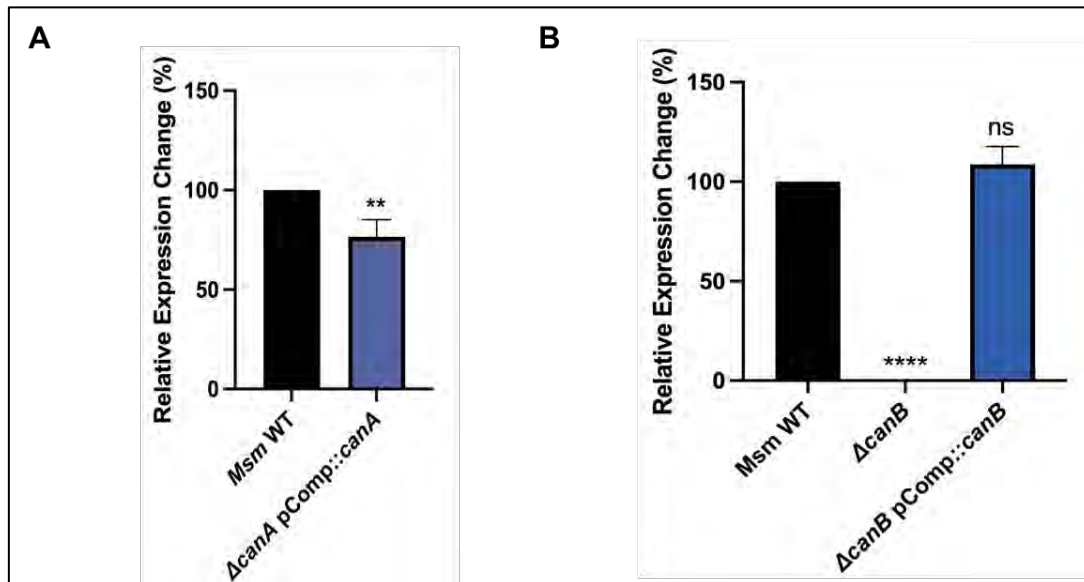 A
Relative Expression Change (%)
150
100
50
0
**
Msm WT
ΔcanA pComp::canA
B
Relative Expression Change (%)
150
100
50
0
****
ns
Msm WT
ΔcanB
ΔcanB pComp::canB